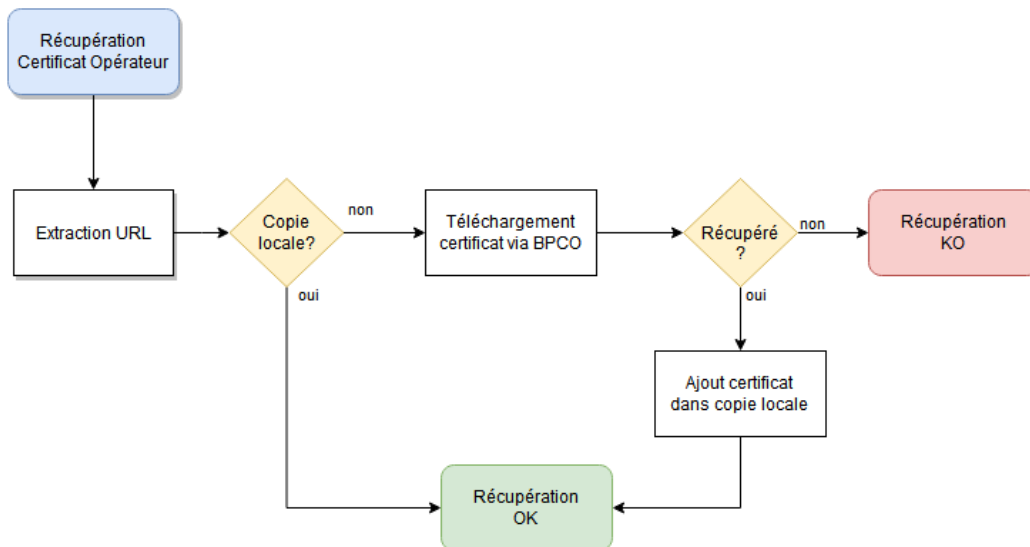 Récupération
Certificat Opérateur
Extraction URL
Copie
locale?
non
oui
Téléchargement
certificat via BPCO
Récupéré
?
non
oui
Récupération
KO
Ajout certificat
dans copie locale
Récupération
OK